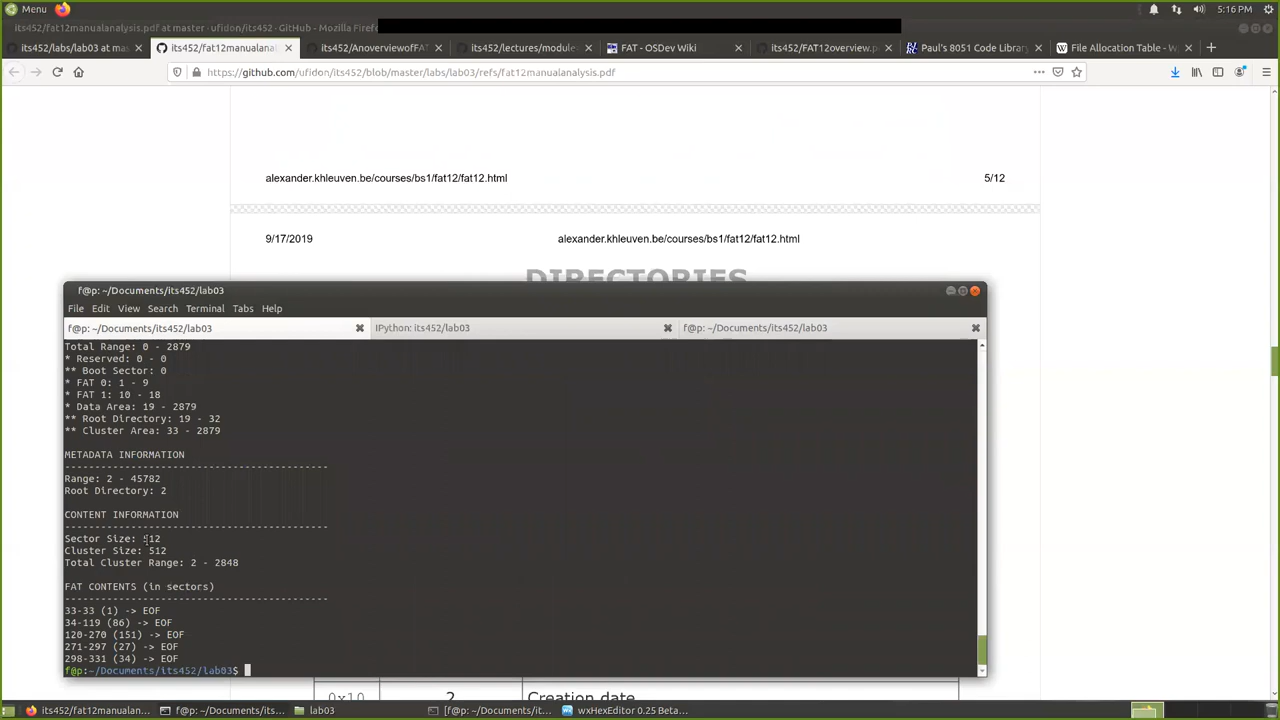 Menu
5:16 PM
its452/fat12manualanalysis.pdf at master · ufidon/its452 · GitHub - Mozilla Firef
its452/labs/lab03 at mas
its452/fat12manualanal
its452/AnoverviewofFAT
its452/lectures/module
FAT - OSDev Wiki
its452/FAT12overview.p
Paul's 8051 Code Library
File Allocation Table - W
https://github.com/ufidon/its452/blob/master/labs/lab03/refs/fat12manualanalysis.pdf
alexander.khleuven.be/courses/bs1/fat12/fat12.html 5/12
9/17/2019 alexander.khleuven.be/courses/bs1/fat12/fat12.html
DIRECTORIES
f@p: ~/Documents/its452/lab03
File Edit View Search Terminal Tabs Help
f@p: ~/Documents/its452/lab03
IPython: its452/lab03
f@p: ~/Documents/its452/lab03
Total Range: 0 - 2879
* Reserved: 0 - 0
** Boot Sector: 0
* FAT 0: 1 - 9
* FAT 1: 10 - 18
* Data Area: 19 - 2879
** Root Directory: 19 - 32
** Cluster Area: 33 - 2879
METADATA INFORMATION
--------------------------------------------
Range: 2 - 45782
Root Directory: 2
CONTENT INFORMATION
--------------------------------------------
Sector Size: 512
Cluster Size: 512
Total Cluster Range: 2 - 2848
FAT CONTENTS (in sectors)
--------------------------------------------
33-33 (1) -> EOF
34-119 (86) -> EOF
120-270 (151) -> EOF
271-297 (27) -> EOF
298-331 (34) -> EOF
f@p:~/Documents/its452/lab03$
0x10 2 Creation date
its452/fat12manualan...
f@p: ~/Documents/its...
lab03
[f@p: ~/Documents/its...
wxHexEditor 0.25 Beta...